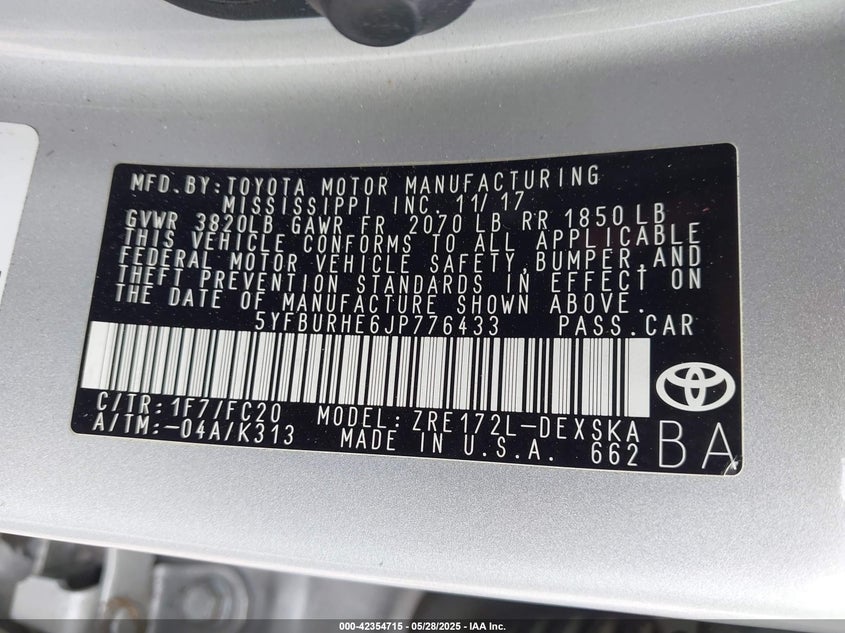 MFD.BY:TOYOTA MOTOR MANUFACTURING
MISSISSIPPI INC 11/17
GVWR 3820LB GAWR FR 2070 LB RR 1850 LB
THIS VEHICLE CONFORMS TO ALL APPLICABLE
FEDERAL MOTOR VEHICLE SAFETY,BUMPER,AND
THEFT PREVENTION STANDARDS IN EFFECT ON
THE DATE OF MANUFACTURE SHOWN ABOVE.
5YFBURHE6JP776433 PASS.CAR
C/TR:1F7/FC20 MODEL:ZRE172L-DEXSKA
A/TM:-04A/K313 MADE IN U.S.A. 662
BA
000-42354715 | 05/28/2025 - IAA Inc.